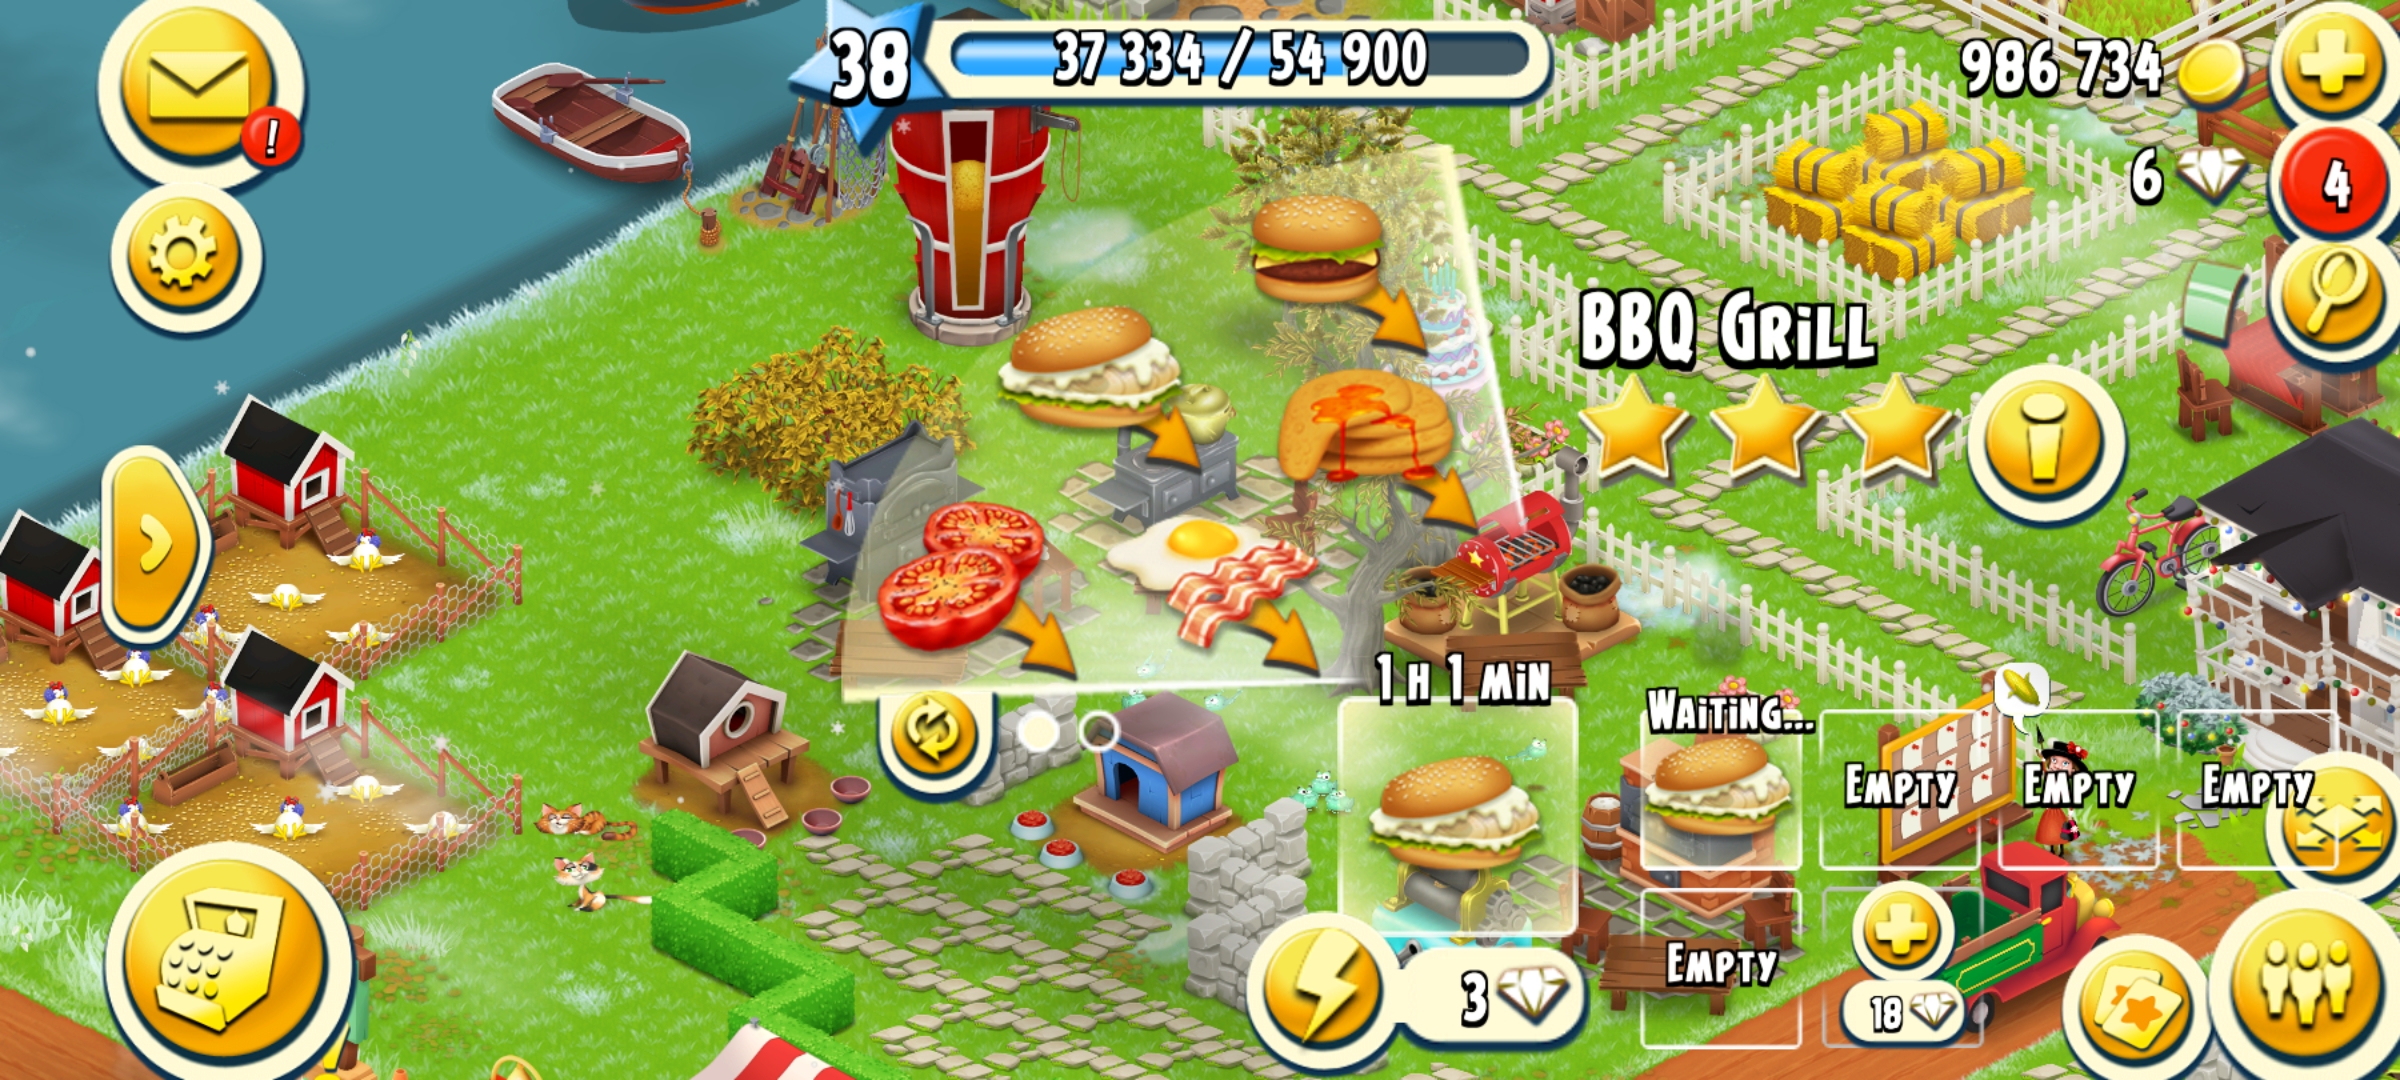 38
37 334 / 54 900
986 734
!
6
4
BBQ GRiLL
1 H 1 MiN
WAiTiNG...
EMPTY
EMPTY
EMPTY
EMPTY
3
18